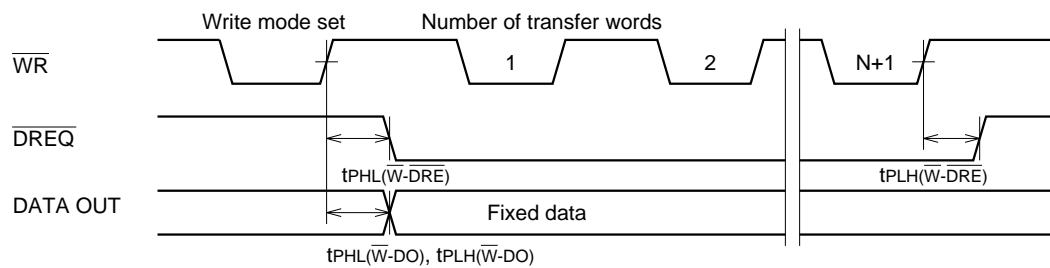 Write mode set Number of transfer words
WR 1 2 N+1
DREQ
tPHL(W-DRE) tPLH(W-DRE)
DATA OUT Fixed data
tPHL(W-DO), tPLH(W-DO)